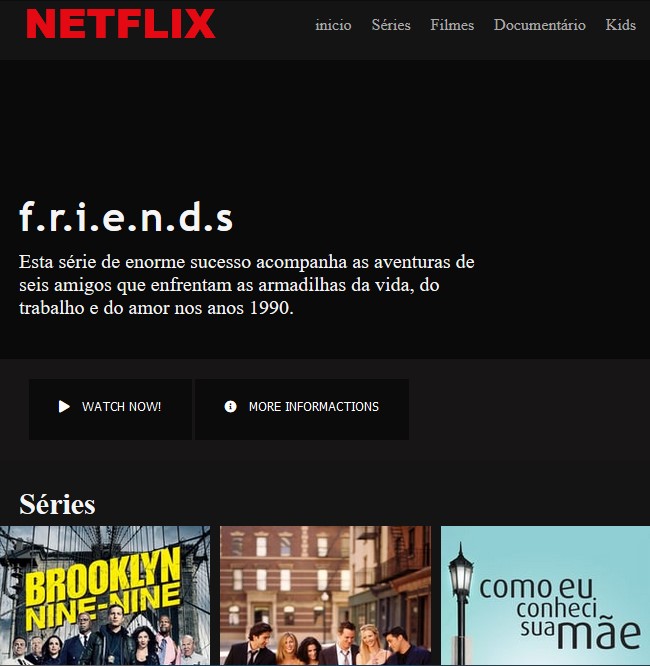 NETFLIX
inicio Séries Filmes Documentário Kids
f.r.i.e.n.d.s
Esta série de enorme sucesso acompanha as aventuras de
seis amigos que enfrentam as armadilhas da vida, do
trabalho e do amor nos anos 1990.
WATCH NOW! MORE INFORMACTIONS
Séries
BROOKLYN
NINE-NINE
como eu
conheci
sua mãe